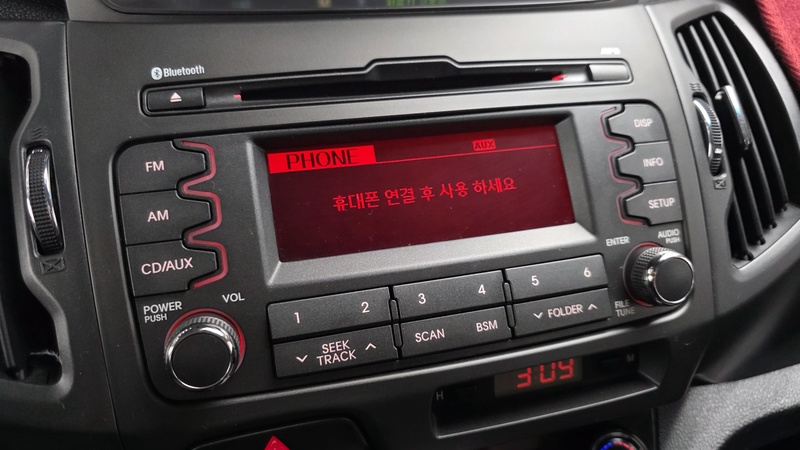 Bluetooth
MP3
FM
AM
CD/AUX
POWER
PUSH
VOL
PHONE
AUX
휴대폰 연결 후 사용 하세요
DISP
INFO
SETUP
ENTER
AUDIO
PUSH
FILE
TUNE
1 2
3 4
5 6
SEEK
TRACK
SCAN BSM
FOLDER
H
3:09
M